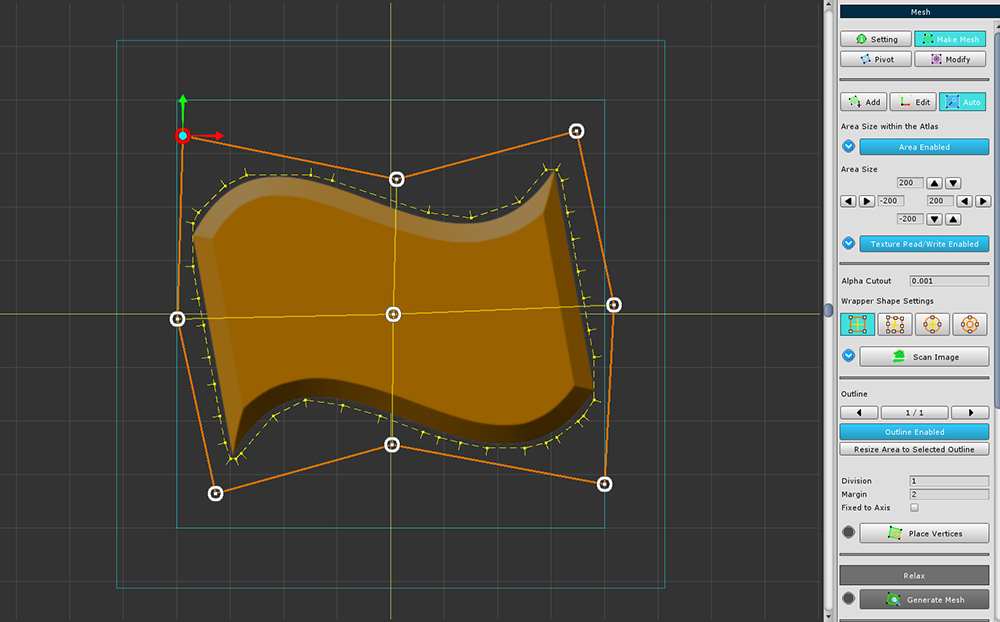 Mesh
Setting Make Mesh
Pivot Modify
Add Edit Auto
Area Size within the Atlas
Area Enabled
Area Size
200
-200 200
-200
Texture Read/Write Enabled
Alpha Cutout 0.001
Wrapper Shape Settings
Scan Image
Outline
1 / 1
Outline Enabled
Resize Area to Selected Outline
Division 1
Margin 2
Fixed to Axis
Place Vertices
Relax
Generate Mesh